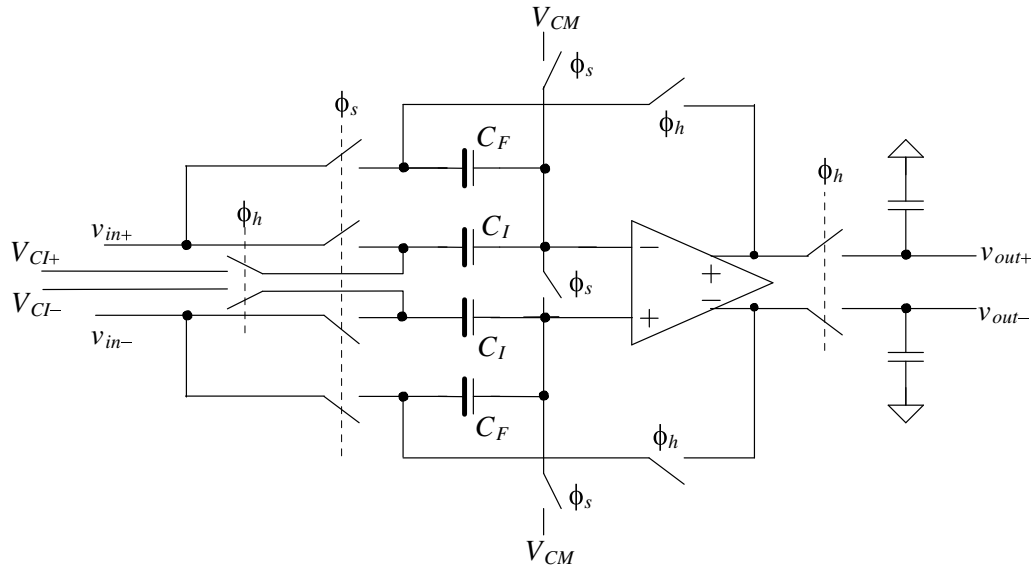 V_CM
ϕ_s
ϕ_s
ϕ_h
C_F
ϕ_h
ϕ_h
v_in+
C_I
V_CI+
−
+
v_out+
V_CI−
ϕ_s
−
v_out−
v_in−
+
C_I
C_F
ϕ_h
ϕ_s
V_CM